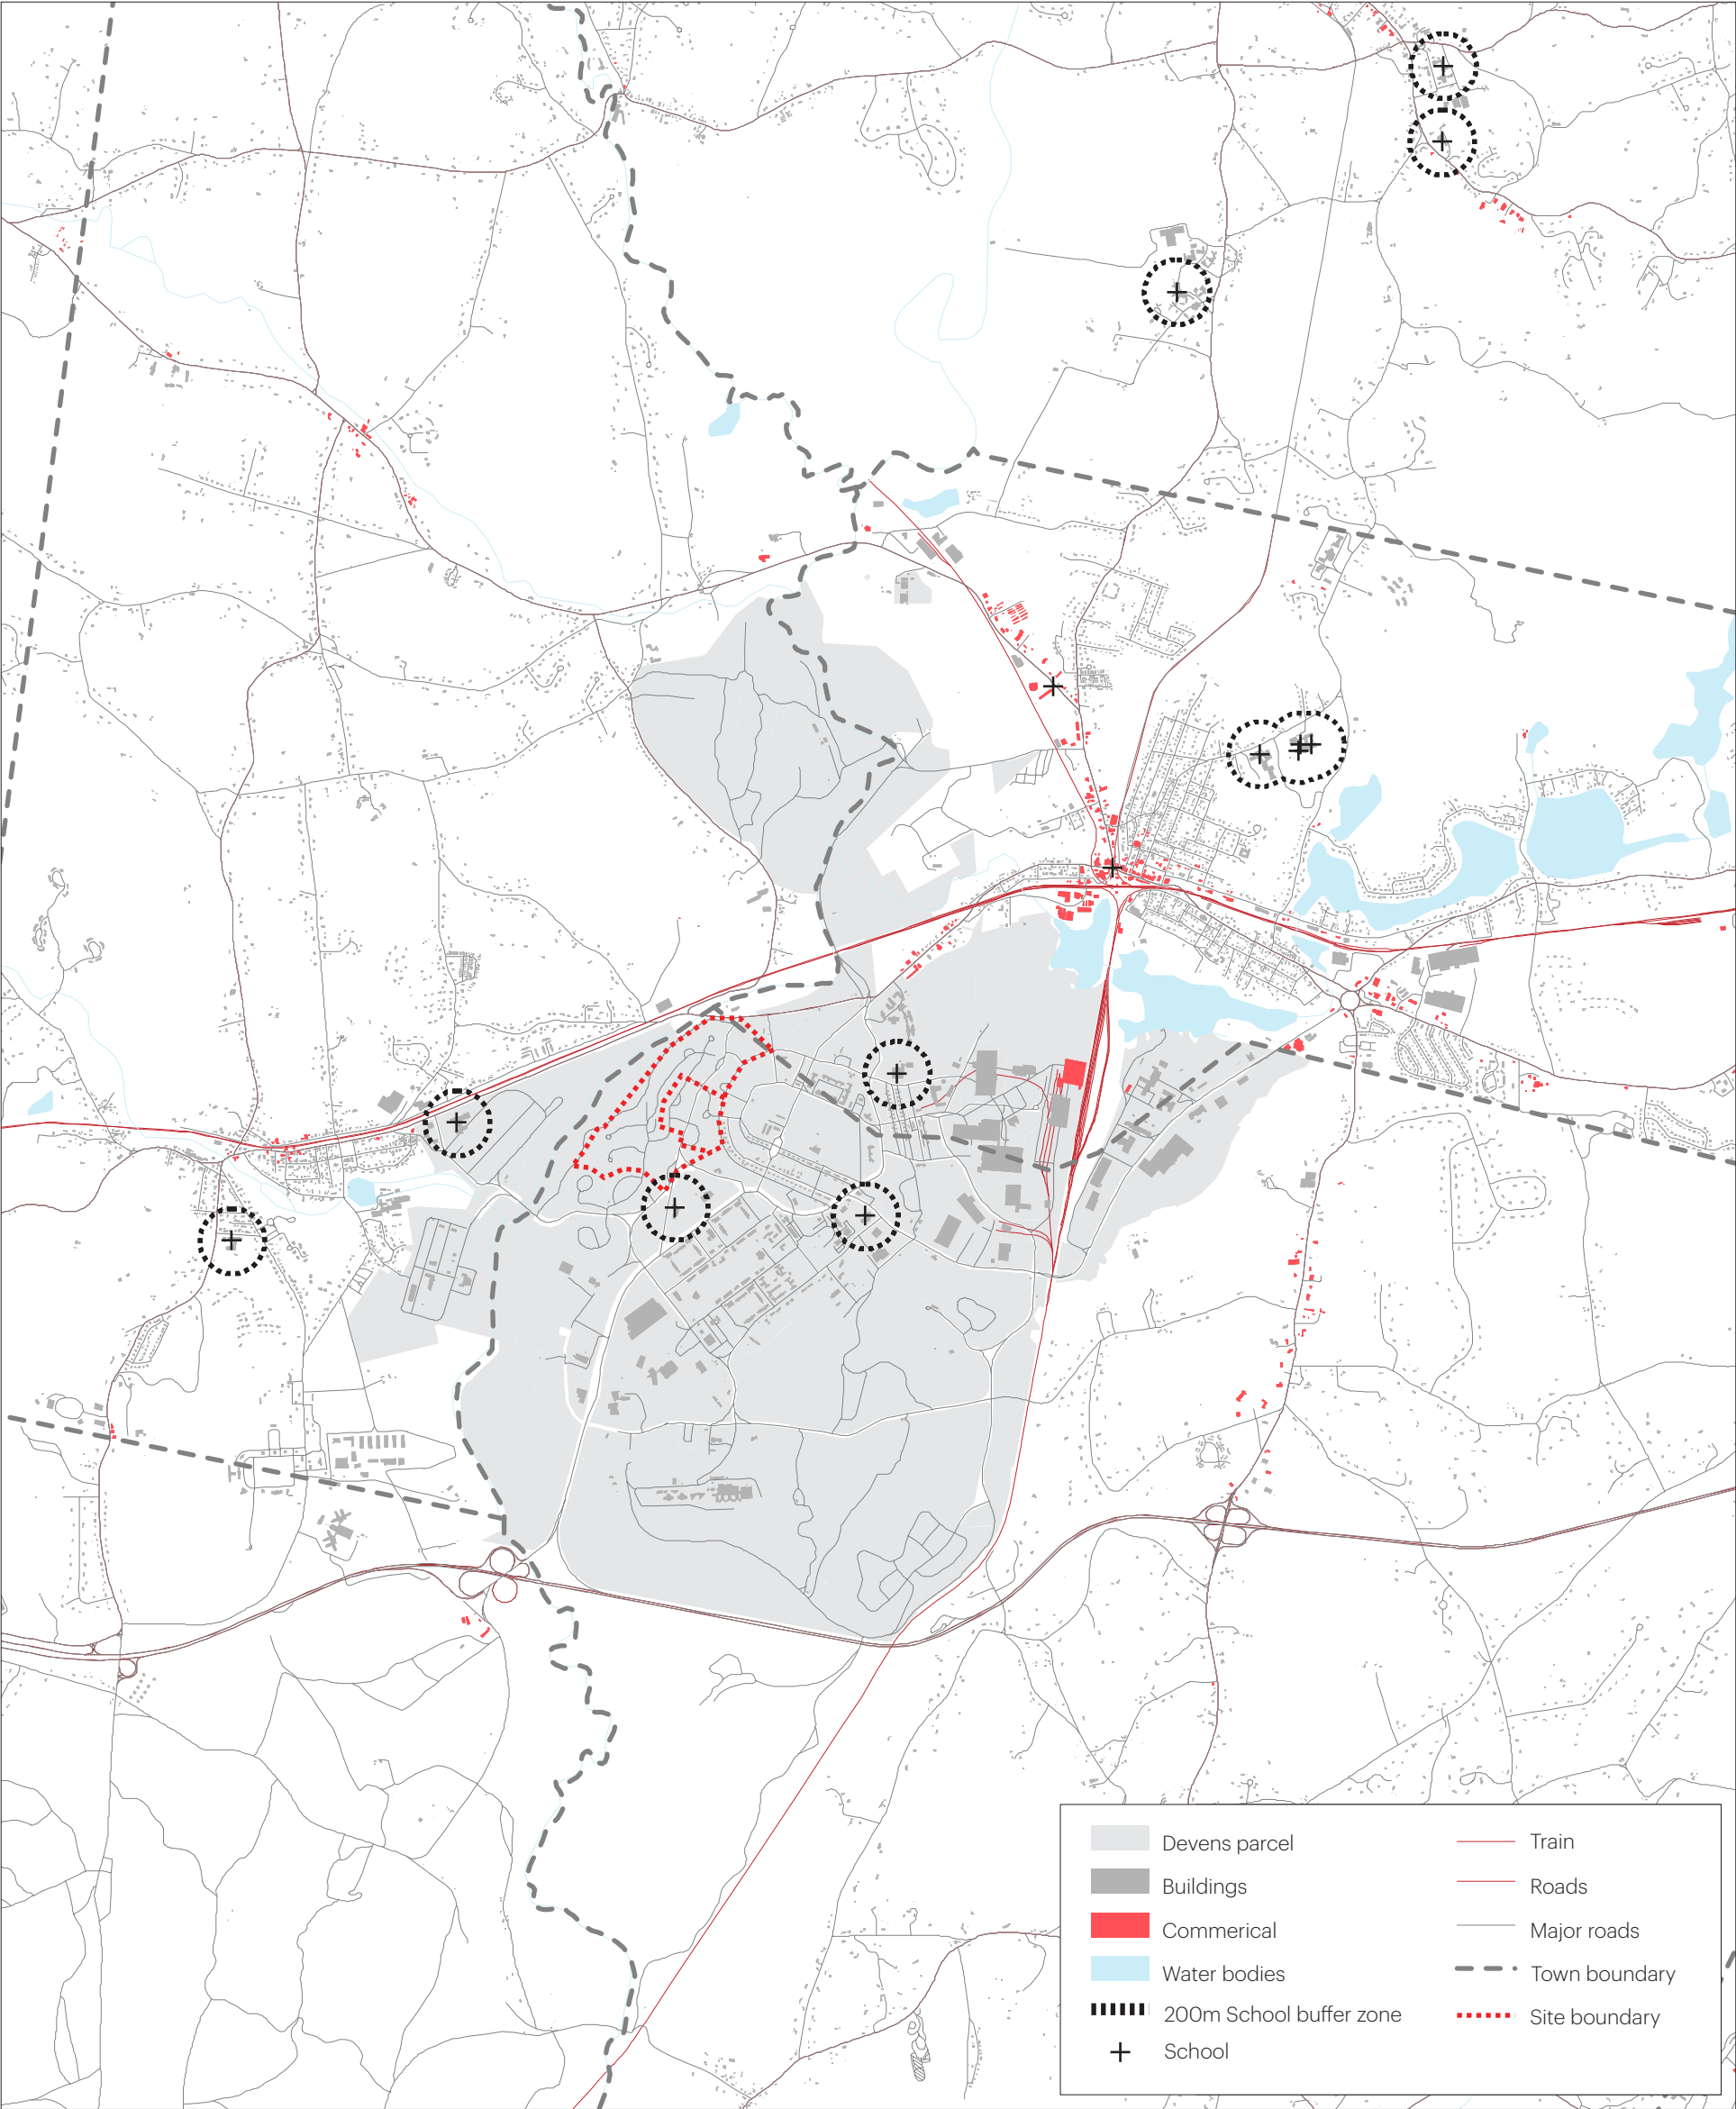 Devens parcel
Buildings
Commerical
Water bodies
200m School buffer zone
School
Train
Roads
Major roads
Town boundary
Site boundary